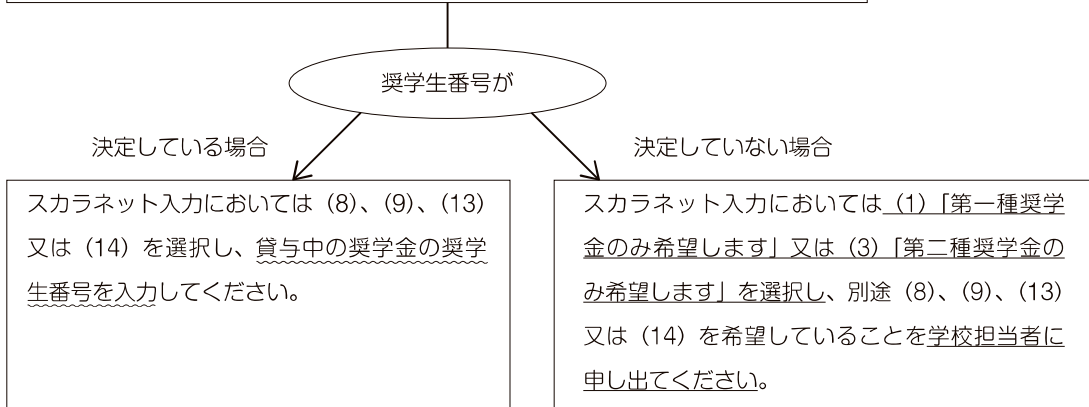 奨学生番号が
決定している場合
決定していない場合
スカラネット入力においては（8）、（9）、（13）
又は（14）を選択し、貸与中の奨学金の奨学
生番号を入力してください。
スカラネット入力においては（1）「第一種奨学
金のみ希望します」又は（3）「第二種奨学金の
み希望します」を選択し、別途（8）、（9）、（13）
又は（14）を希望していることを学校担当者に
申し出てください。